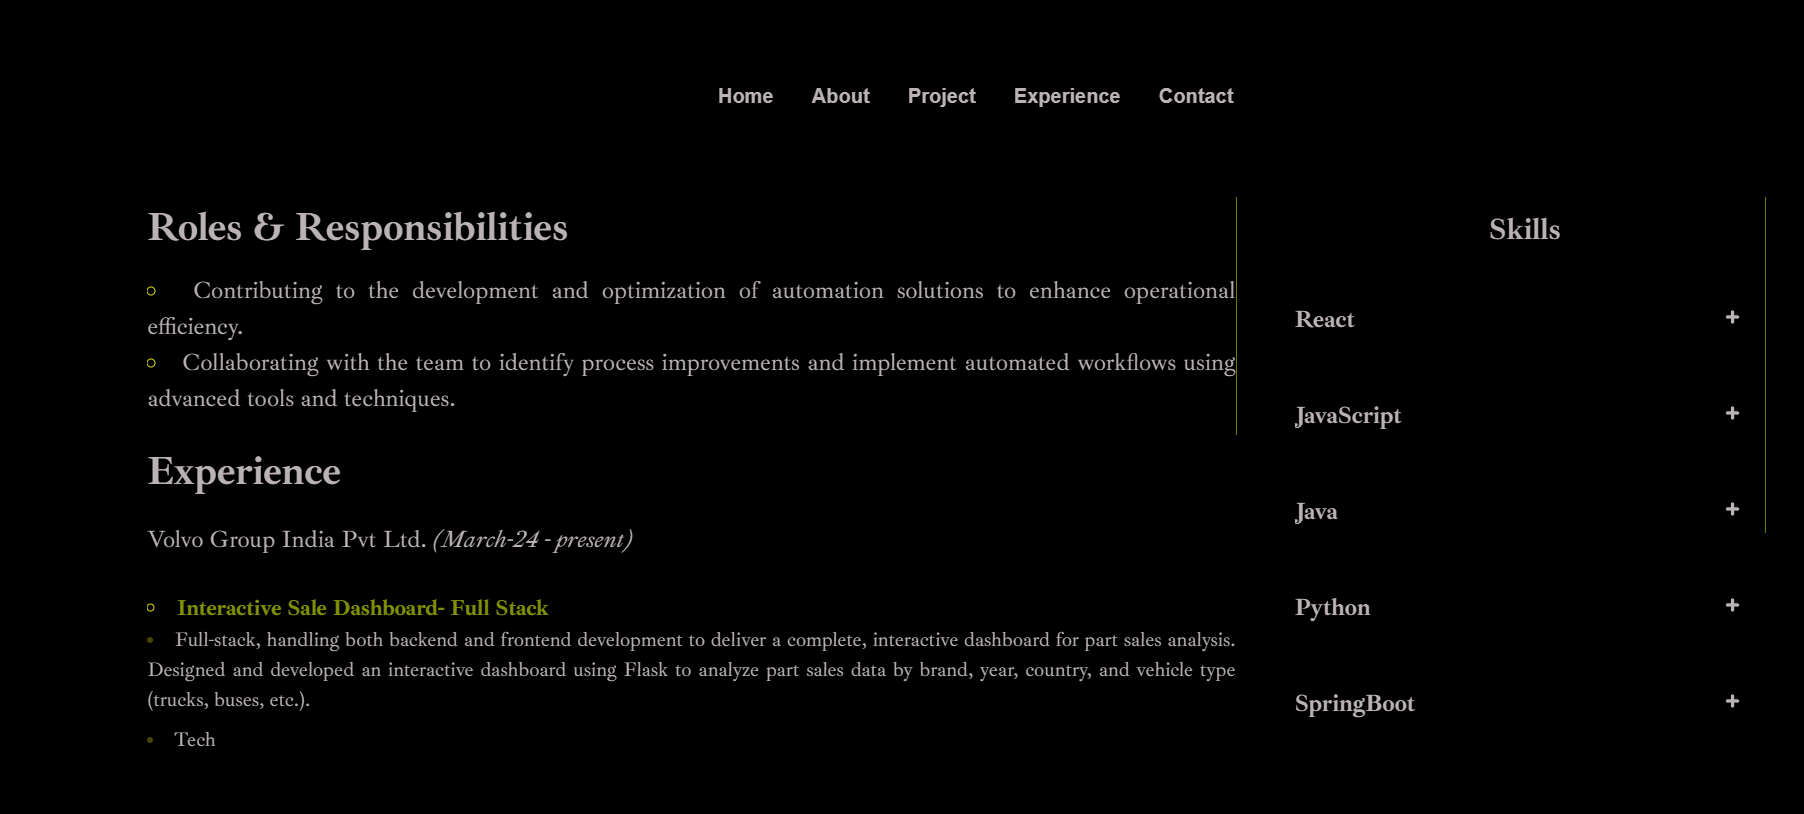 Home About Project Experience Contact
Roles & Responsibilities
Contributing to the development and optimization of automation solutions to enhance operational
efficiency.
Collaborating with the team to identify process improvements and implement automated workflows using
advanced tools and techniques.
Experience
Volvo Group India Pvt Ltd. (March-24 - present)
Interactive Sale Dashboard- Full Stack
Full-stack, handling both backend and frontend development to deliver a complete, interactive dashboard for part sales analysis.
Designed and developed an interactive dashboard using Flask to analyze part sales data by brand, year, country, and vehicle type
(trucks, buses, etc.).
Tech
Skills
React +
JavaScript +
Java +
Python +
SpringBoot +